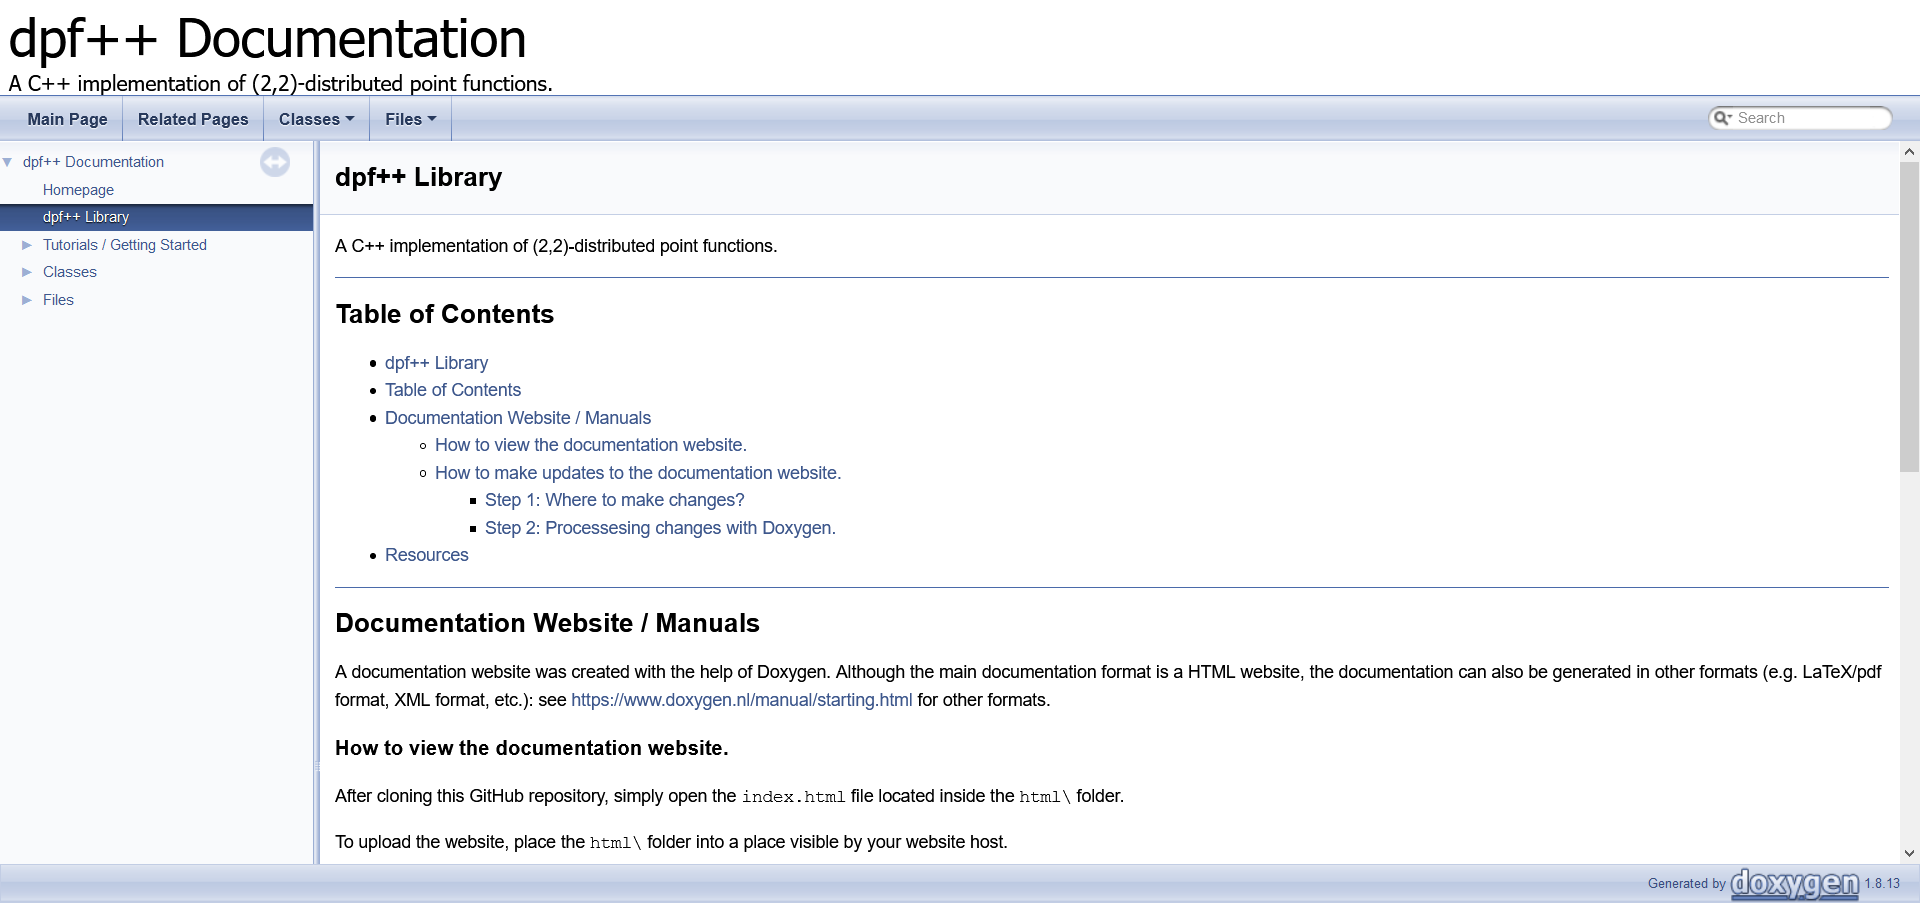 dpf++ Documentation
A C++ implementation of (2,2)-distributed point functions.
Main Page
Related Pages
Classes
Files
Search
dpf++ Documentation
Homepage
dpf++ Library
Tutorials / Getting Started
Classes
Files
dpf++ Library
A C++ implementation of (2,2)-distributed point functions.
Table of Contents
dpf++ Library
Table of Contents
Documentation Website / Manuals
How to view the documentation website.
How to make updates to the documentation website.
Step 1: Where to make changes?
Step 2: Processesing changes with Doxygen.
Resources
Documentation Website / Manuals
A documentation website was created with the help of Doxygen. Although the main documentation format is a HTML website, the documentation can also be generated in other formats (e.g. LaTeX/pdf
format, XML format, etc.): see https://www.doxygen.nl/manual/starting.html for other formats.
How to view the documentation website.
After cloning this GitHub repository, simply open the index.html file located inside the html\ folder.
To upload the website, place the html\ folder into a place visible by your website host.
Generated by doxygen 1.8.13